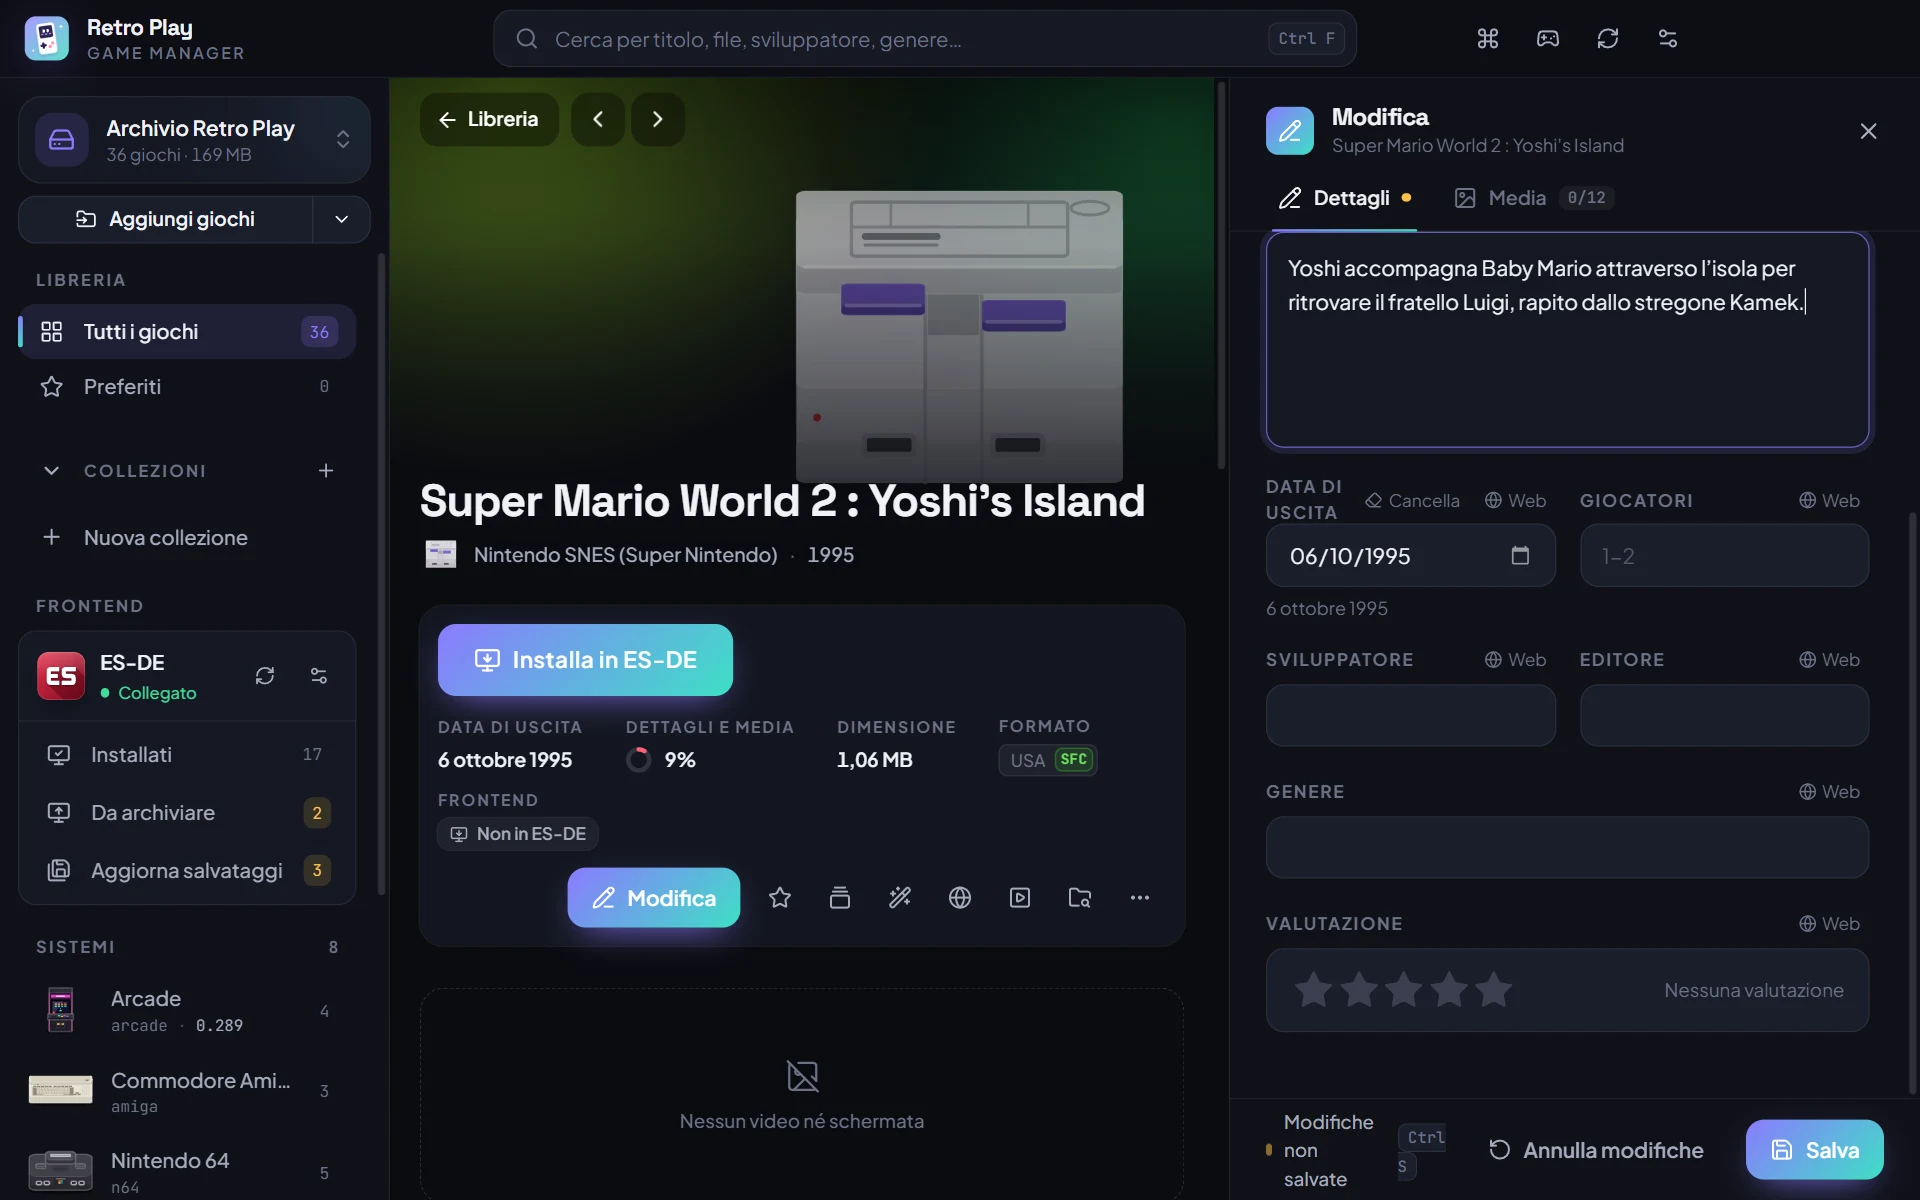 Retro Play
GAME MANAGER
Cerca per titolo, file, sviluppatore, genere...
Ctrl F
Archivio Retro Play
36 giochi · 169 MB
Aggiungi giochi
LIBRERIA
Tutti i giochi
36
Preferiti
0
COLLEZIONI
Nuova collezione
FRONTEND
ES
ES-DE
Collegato
Installati
17
Da archiviare
2
Aggiorna salvataggi
3
SISTEMI
8
Arcade
arcade · 0.289
4
Commodore Ami...
amiga
3
Nintendo 64
n64
5
Libreria
Super Mario World 2 : Yoshi's Island
Nintendo SNES (Super Nintendo) · 1995
Installa in ES-DE
DATA DI USCITA
6 ottobre 1995
DETTAGLI E MEDIA
9%
DIMENSIONE
1,06 MB
FORMATO
USA SFC
FRONTEND
Non in ES-DE
Modifica
Nessun video né schermata
Modifica
Super Mario World 2 : Yoshi's Island
Dettagli
Media
0/12
Yoshi accompagna Baby Mario attraverso l'isola per
ritrovare il fratello Luigi, rapito dallo stregone Kamek.
DATA DI
USCITA
Cancella
Web
06/10/1995
6 ottobre 1995
GIOCATORI
Web
1-2
SVILUPPATORE
Web
EDITORE
Web
GENERE
Web
VALUTAZIONE
Web
Nessuna valutazione
Modifiche
non
salvate
Ctrl
S
Annulla modifiche
Salva